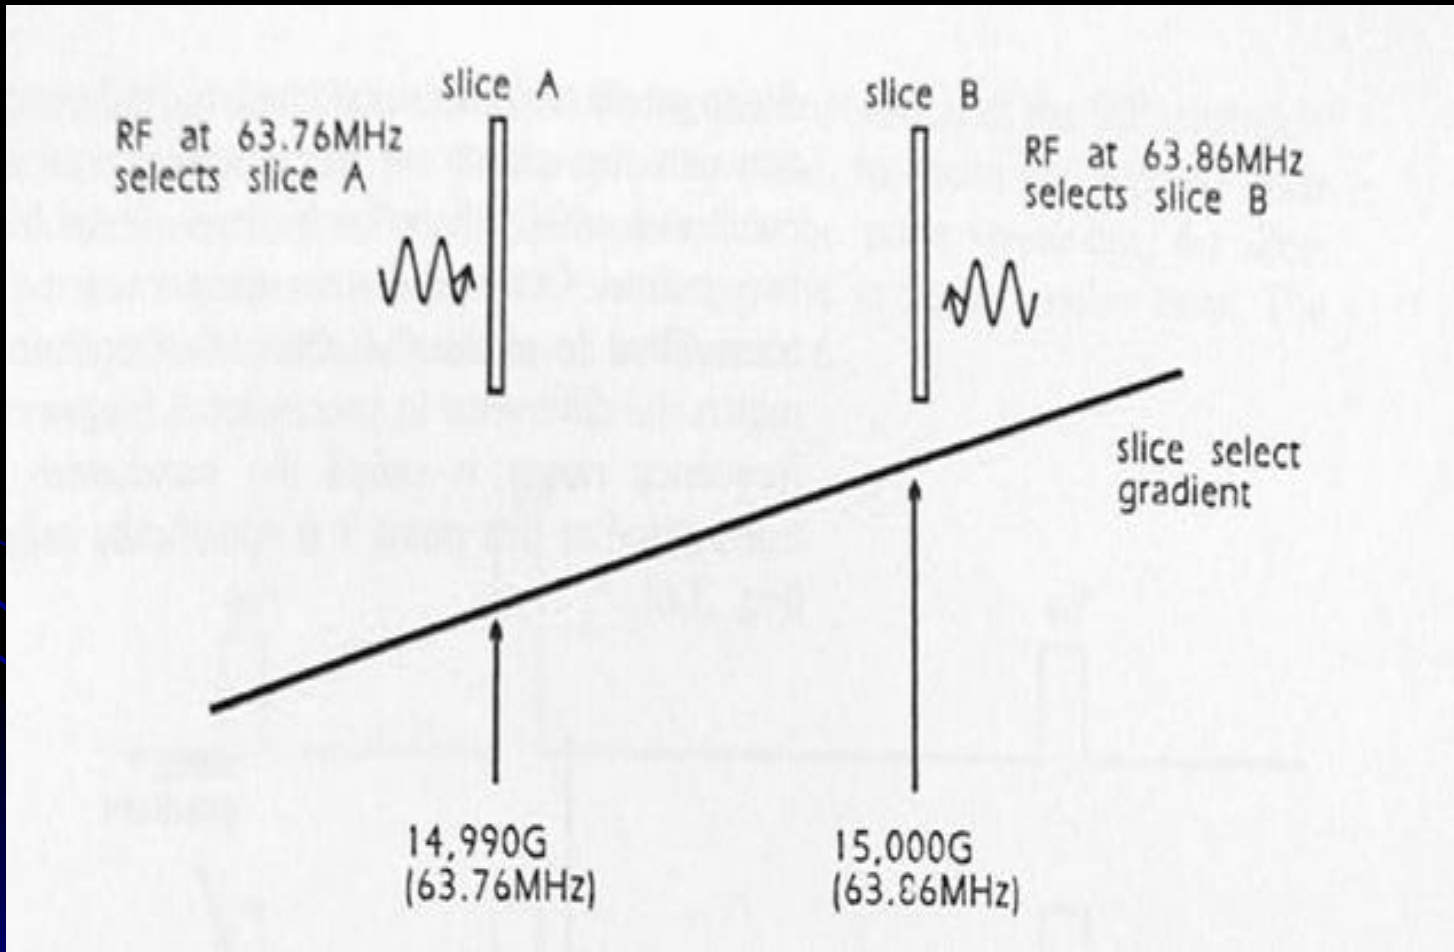 slice A
RF at 63.76MHz
selects slice A
slice B
RF at 63.86MHz
selects slice B
slice select
gradient
14,990G
(63.76MHz)
15,000G
(63.86MHz)